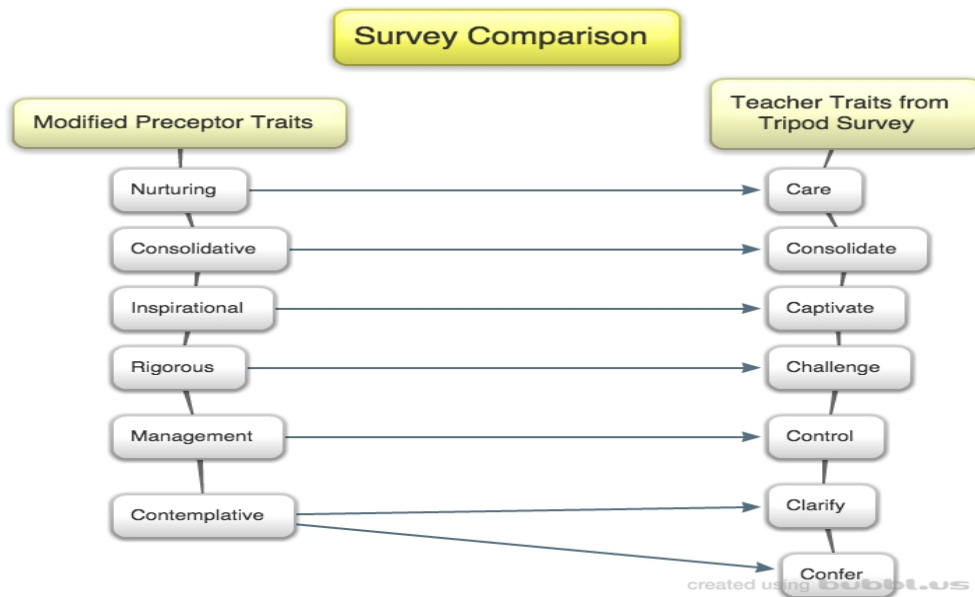 Survey Comparison
Modified Preceptor Traits
Teacher Traits from
Tripod Survey
Nurturing
Care
Consolidative
Consolidate
Inspirational
Captivate
Rigorous
Challenge
Management
Control
Contemplative
Clarify
Confer
created using bubbl.us